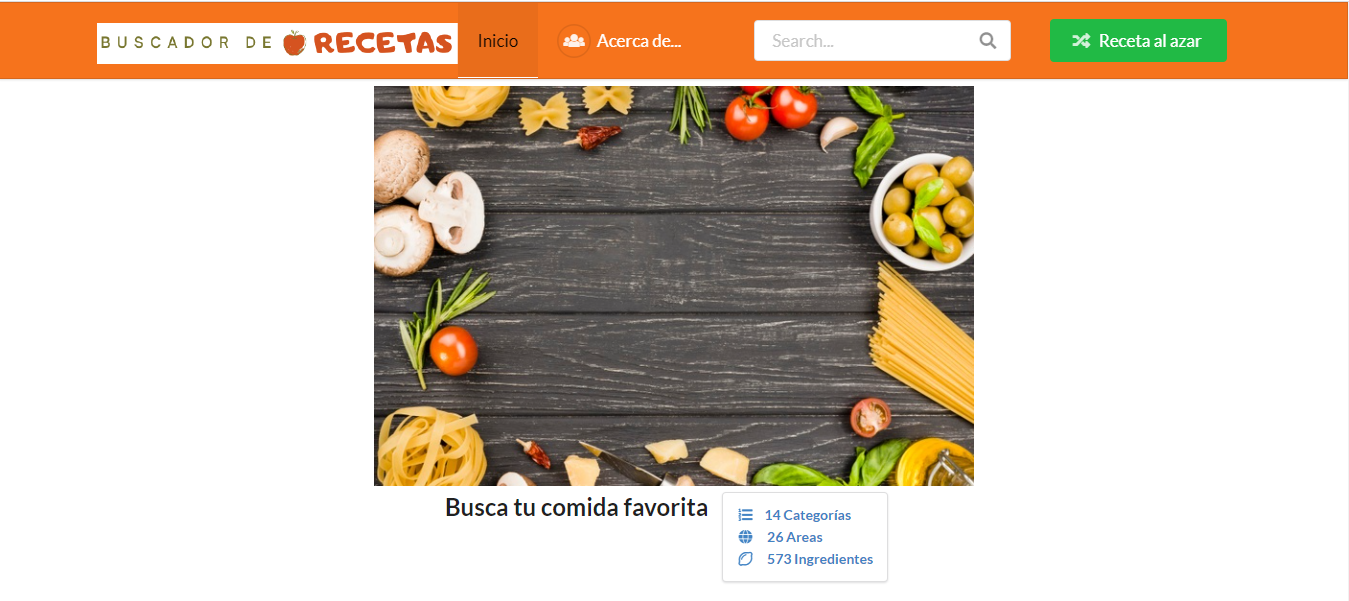 BUSCADOR DE RECETAS
Inicio
Acerca de...
Search...
Receta al azar
Busca tu comida favorita
14 Categorías
26 Areas
573 Ingredientes